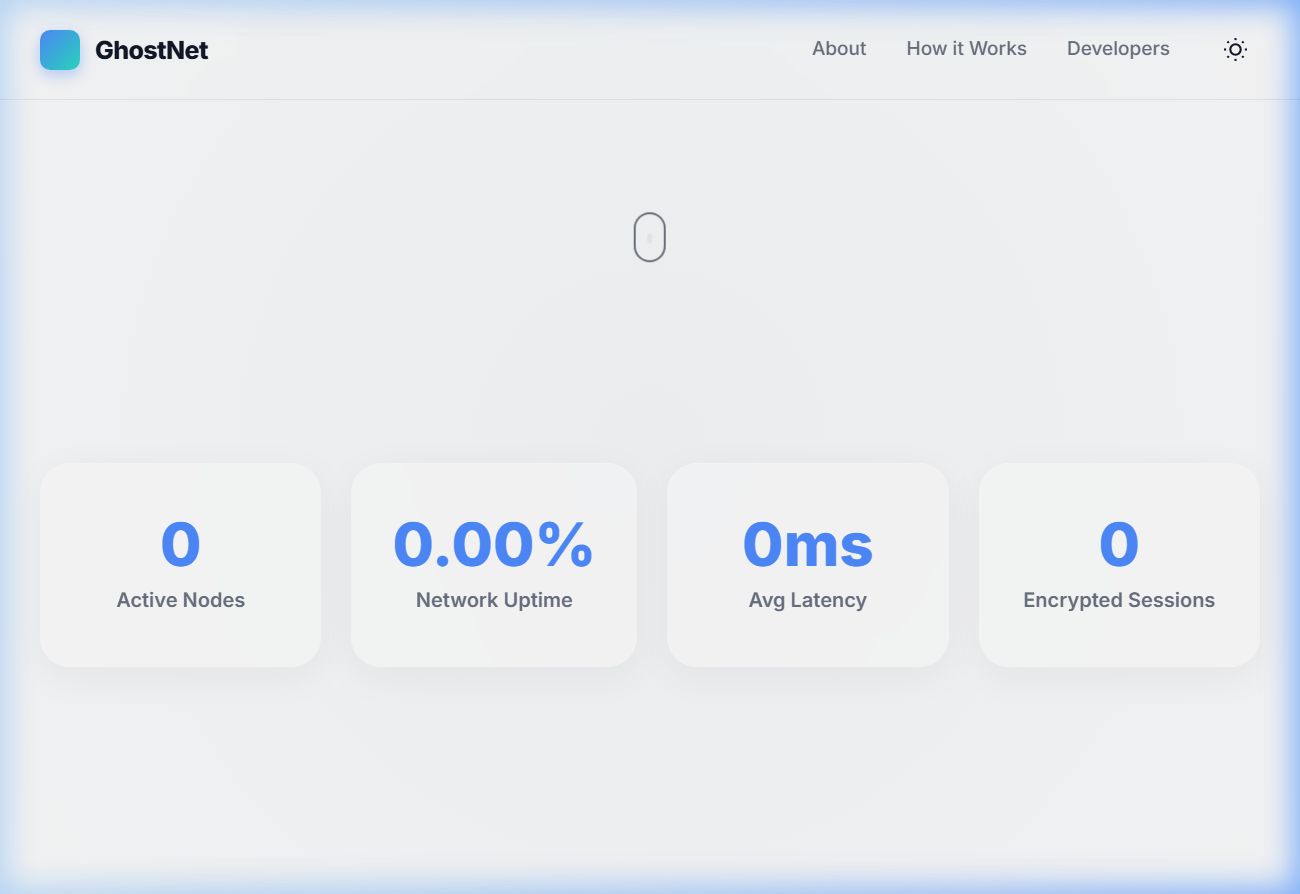 GhostNet
About How it Works Developers
0 0.00% 0ms 0
Active Nodes Network Uptime Avg Latency Encrypted Sessions